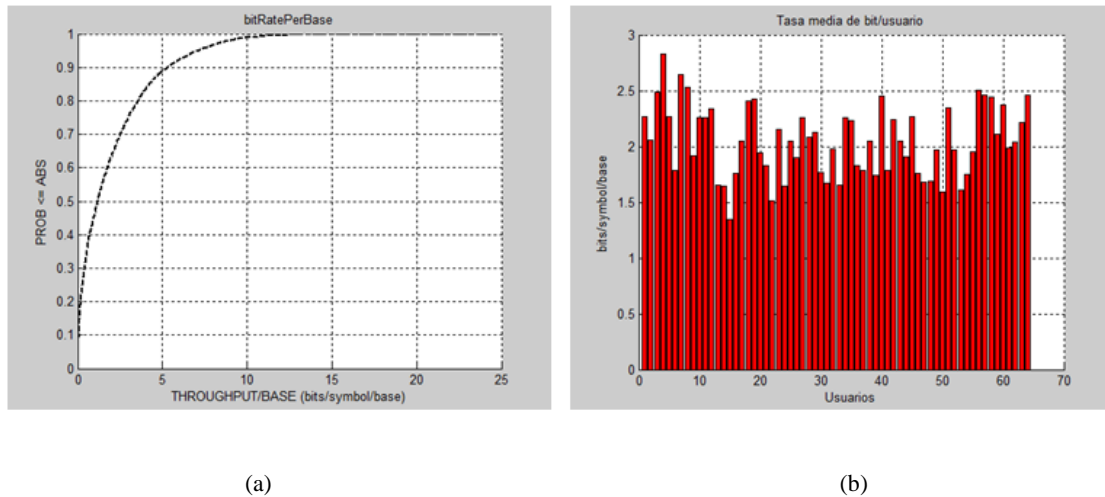 bitRatePerBase
1
0.9
0.8
0.7
0.6
0.5
0.4
0.3
0.2
0.1
0
PROB <= ABS
0 5 10 15 20 25
THROUGHPUT/BASE (bits/symbol/base)
(a)
Tasa media de bit/usuario
3
2.5
2
1.5
1
0.5
0
bits/symbol/base
0 10 20 30 40 50 60 70
Usuarios
(b)